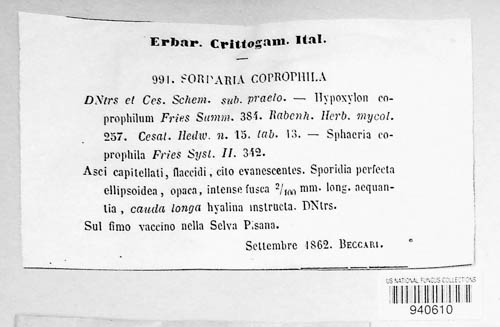 Erbar. Crittogam. Ital.
991. SORDARIA COPROPHILA
DNtrs et Ces. Schem. sub. praelo. — Hypoxylon co-
prophilum Fries Summ. 384. Rabenh. Herb. mycol.
257. Cesat. Hedw. n. 15. tab. 13. — Sphaeria co-
prophila Fries Syst. II. 342.
Asci capitellati, flaccidi, cito evanescentes. Sporidia perfecta
ellipsoidea, opaca, intense fusca 2/100 mm. long. aequan-
tia, cauda longa hyalina instructa. DNtrs.
Sul fimo vaccino nella Selva Pisana.
Settembre 1862. BECCARI.
US NATIONAL FUNGUS COLLECTIONS
940610